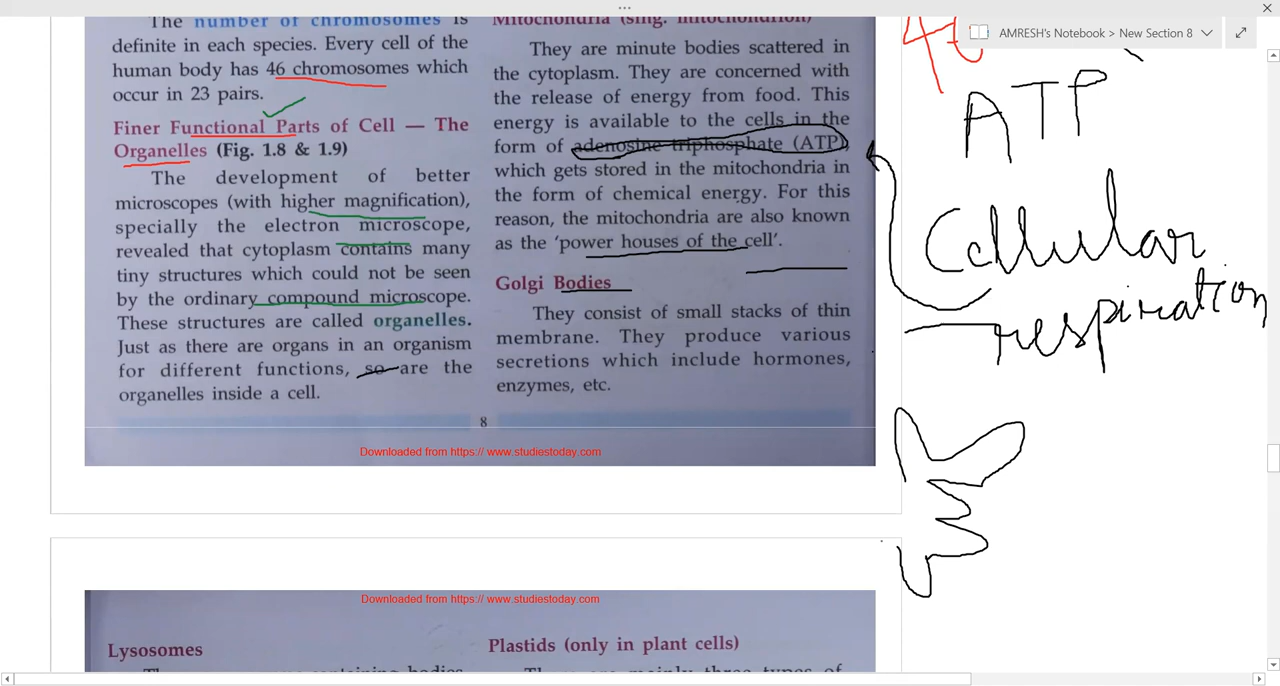 The number of chromosomes is
definite in each species. Every cell of the
human body has 46 chromosomes which
occur in 23 pairs.
Finer Functional Parts of Cell — The
Organelles (Fig. 1.8 & 1.9)
The development of better
microscopes (with higher magnification),
specially the electron microscope,
revealed that cytoplasm contains many
tiny structures which could not be seen
by the ordinary compound microscope.
These structures are called organelles.
Just as there are organs in an organism
for different functions, so are the
organelles inside a cell.
Mitochondria (sing. mitochondrion)
They are minute bodies scattered in
the cytoplasm. They are concerned with
the release of energy from food. This
energy is available to the cells in the
form of adenosine triphosphate (ATP),
which gets stored in the mitochondria in
the form of chemical energy. For this
reason, the mitochondria are also known
as the 'power houses of the cell'.
Golgi Bodies
They consist of small stacks of thin
membrane. They produce various
secretions which include hormones,
enzymes, etc.
8
Downloaded from https:// www.studiestoday.com
AMRESH's Notebook > New Section 8
ATP
Cellular
respiration
Downloaded from https:// www.studiestoday.com
Lysosomes
Plastids (only in plant cells)
They are mainly three types of